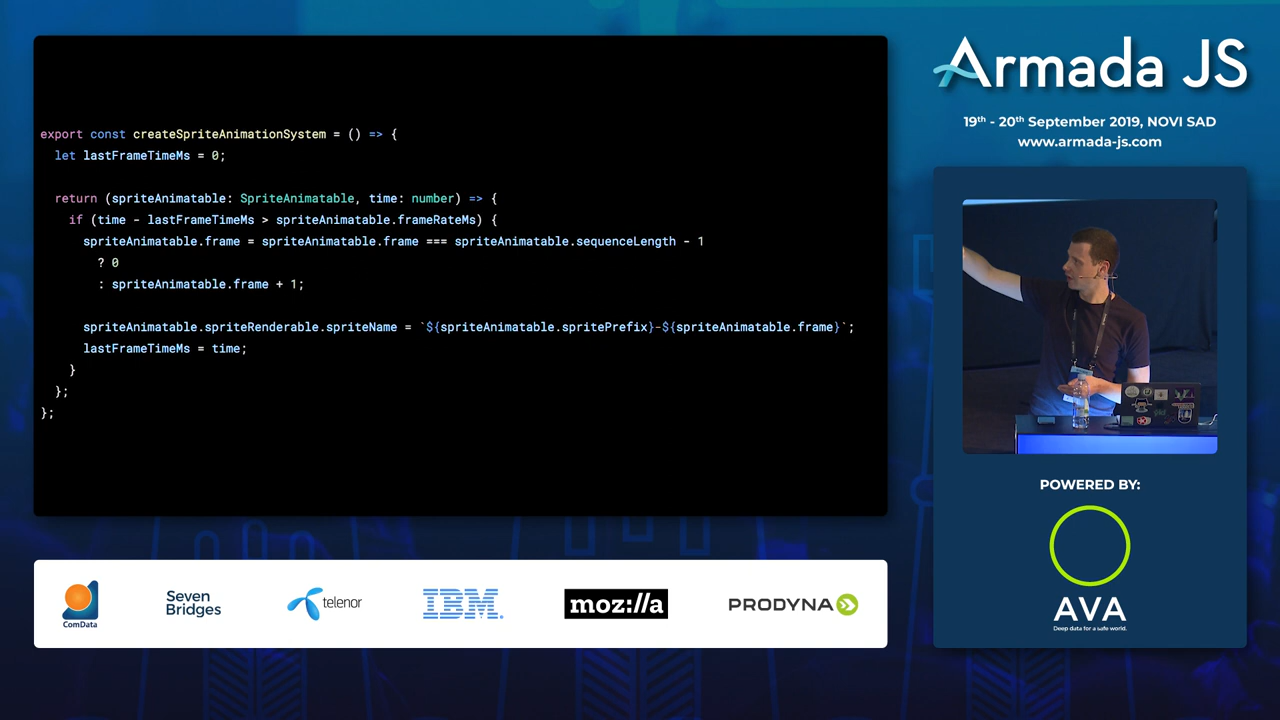 export const createSpriteAnimationSystem = () => {
let lastFrameTimeMs = 0;
return (spriteAnimatable: SpriteAnimatable, time: number) => {
if (time - lastFrameTimeMs > spriteAnimatable.frameRateMs) {
spriteAnimatable.frame = spriteAnimatable.frame === spriteAnimatable.sequenceLength - 1
? 0
: spriteAnimatable.frame + 1;
spriteAnimatable.spriteRenderable.spriteName = `${spriteAnimatable.spritePrefix}-${spriteAnimatable.frame}`;
lastFrameTimeMs = time;
}
};
};
Armada JS
19th - 20th September 2019, NOVI SAD
www.armada-js.com
POWERED BY:
AVA
Deep data for a safe world.
ComData
Seven
Bridges
telenor
IBM
moz://a
PRODYNA